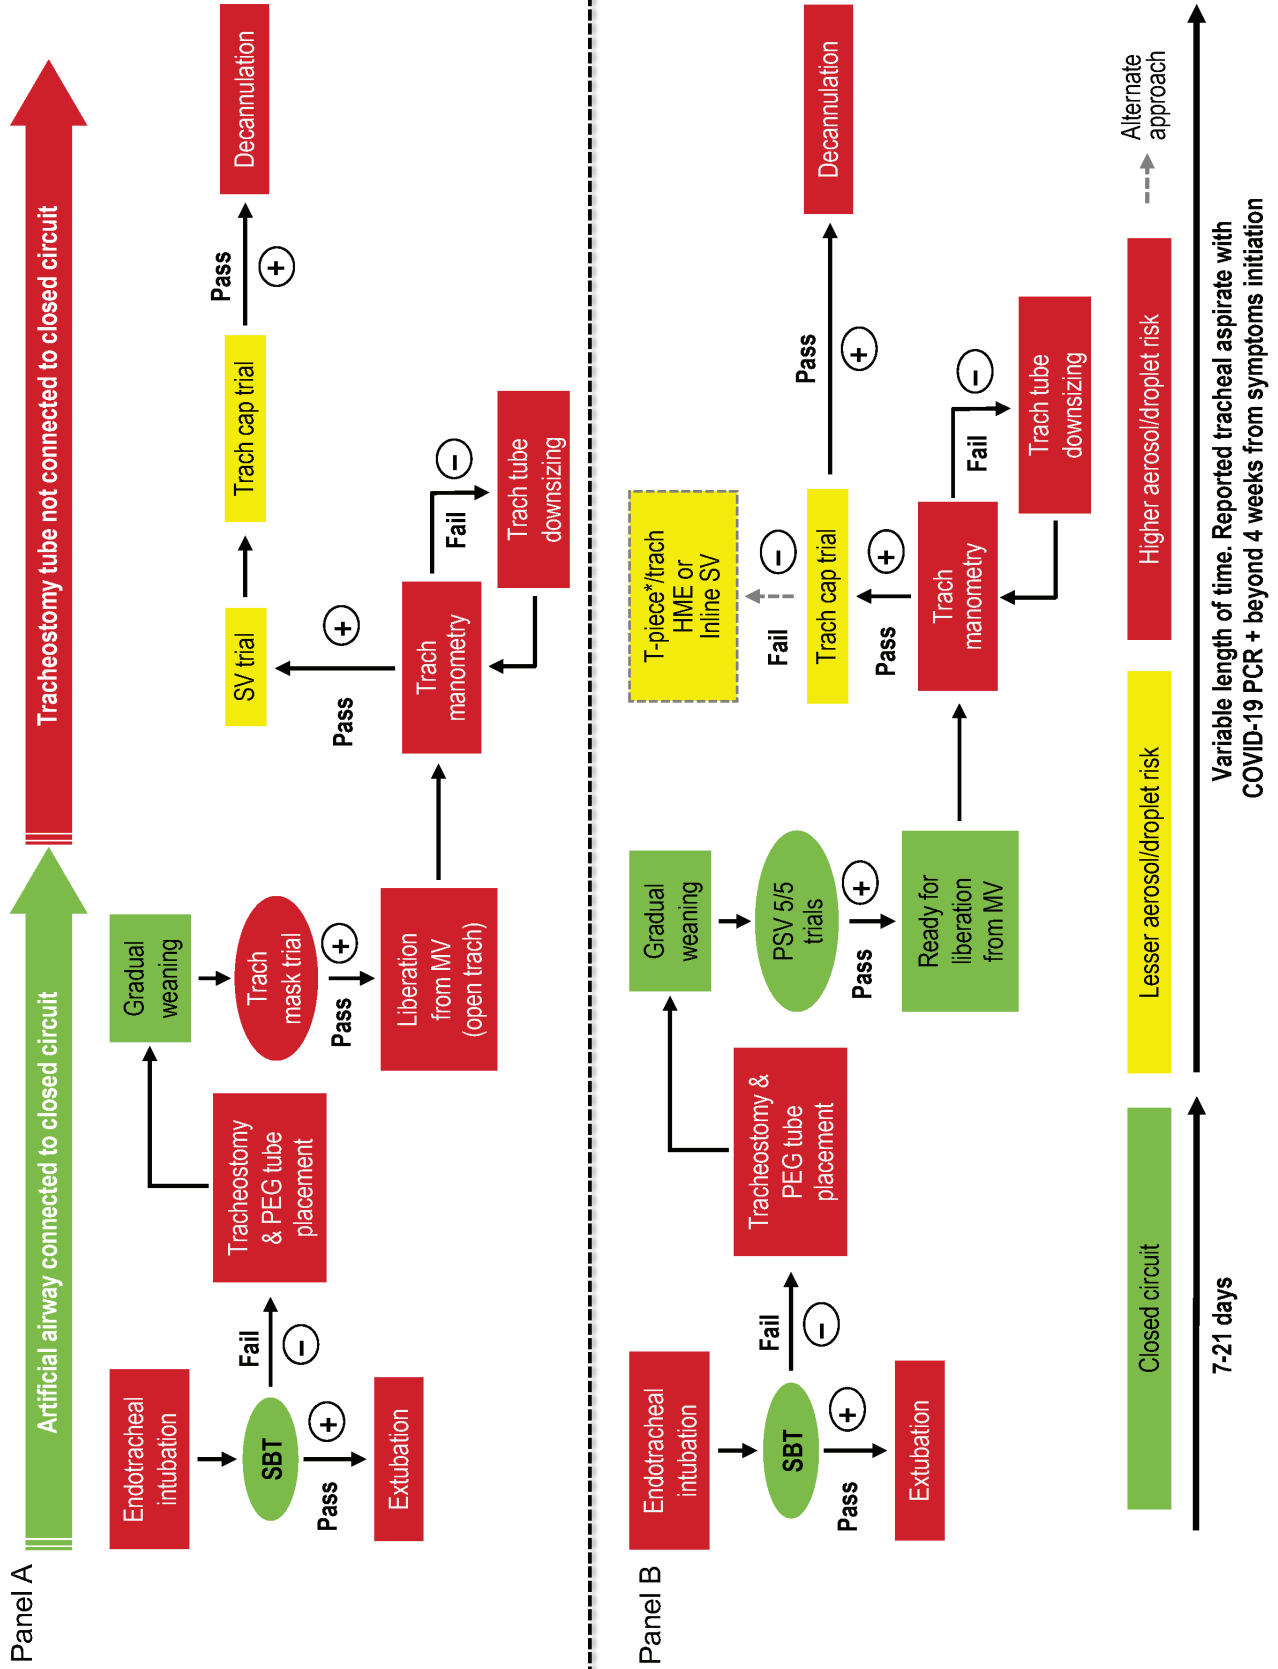 Panel A
Artificial airway connected to closed circuit
Tracheostomy tube not connected to closed circuit
Endotracheal
intubation
SBT
Fail
−
Pass
+
Extubation
Tracheostomy
& PEG tube
placement
Gradual
weaning
Trach
mask trial
Pass
+
Liberation
from MV
(open trach)
Trach
manometry
Fail
−
Trach tube
downsizing
Pass
+
SV trial
Trach cap trial
Pass
+
Decannulation
Panel B
Endotracheal
intubation
SBT
Fail
−
Pass
+
Extubation
Tracheostomy &
PEG tube
placement
Gradual
weaning
PSV 5/5
trials
Pass
+
Ready for
liberation
from MV
Trach
manometry
Fail
−
Trach tube
downsizing
Pass
+
Trach cap trial
Fail
−
T-piece*/trach
HME or
Inline SV
Pass
+
Decannulation
Closed circuit
Lesser aerosol/droplet risk
Higher aerosol/droplet risk
Alternate
approach
7-21 days
Variable length of time. Reported tracheal aspirate with
COVID-19 PCR + beyond 4 weeks from symptoms initiation